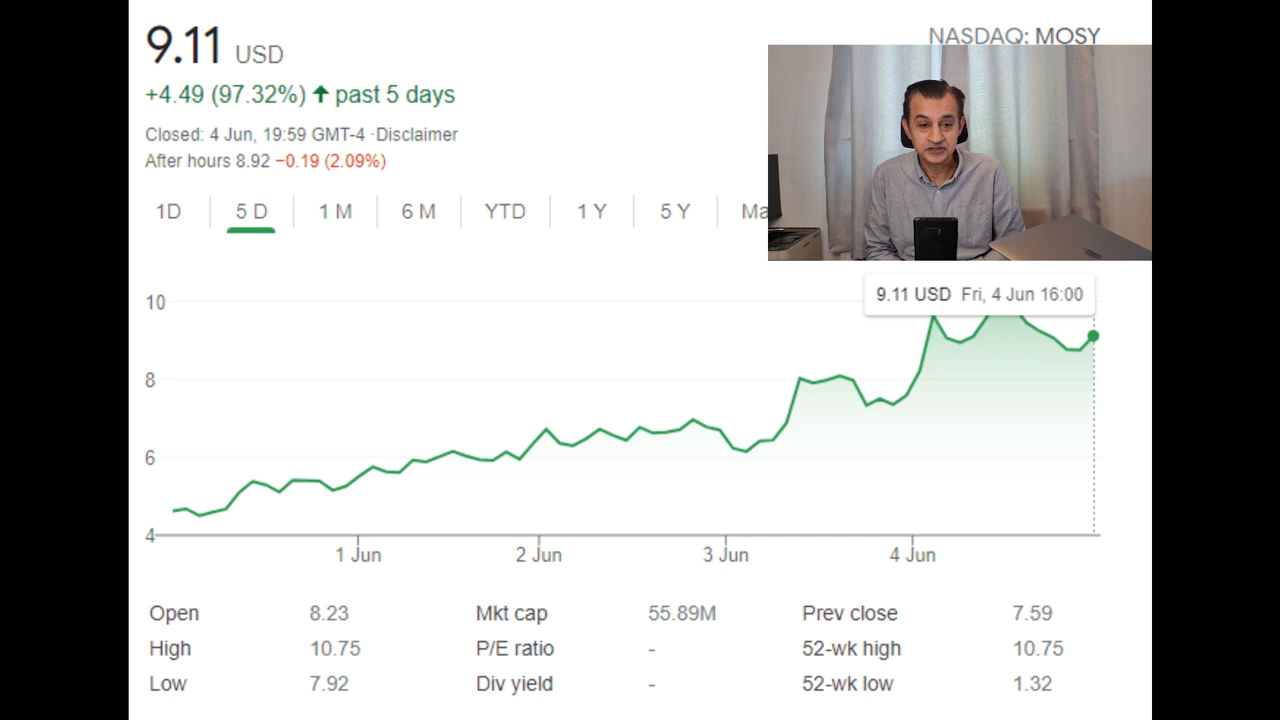 9.11 USD
NASDAQ: MOSY
+4.49 (97.32%) ↑ past 5 days
Closed: 4 Jun, 19:59 GMT-4 ·Disclaimer
After hours 8.92 −0.19 (2.09%)
1D 5 D 1 M 6 M YTD 1 Y 5 Y Ma
9.11 USD Fri, 4 Jun 16:00
10
8
6
4
1 Jun 2 Jun 3 Jun 4 Jun
Open 8.23 Mkt cap 55.89M Prev close 7.59
High 10.75 P/E ratio - 52-wk high 10.75
Low 7.92 Div yield - 52-wk low 1.32